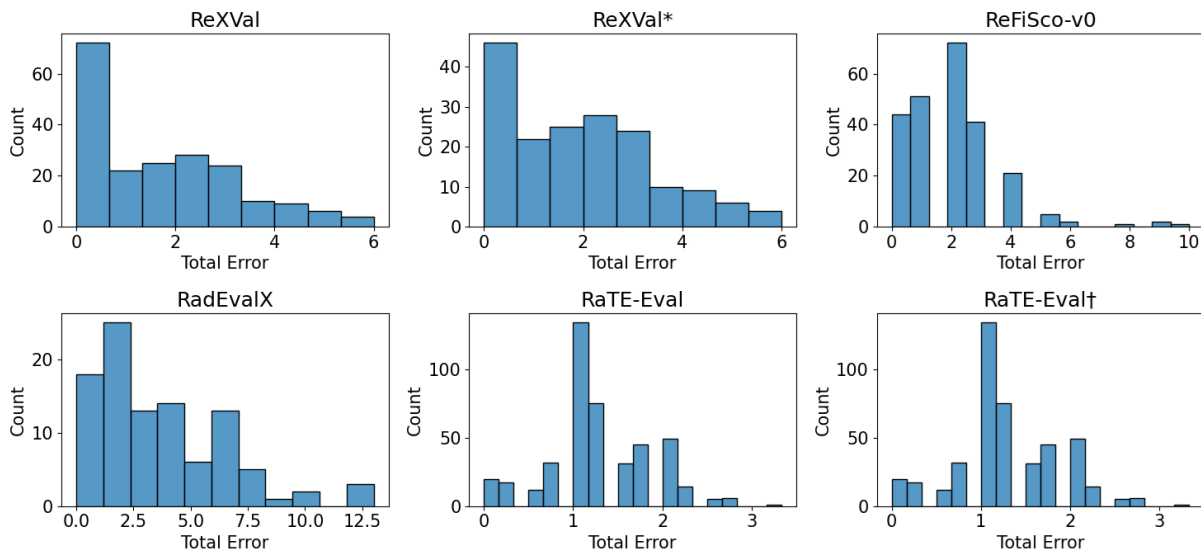 ReXVal
Count
60
40
20
0
0 2 4 6
Total Error
ReXVal*
Count
40
30
20
10
0
0 2 4 6
Total Error
ReFiSco-v0
Count
60
40
20
0
0 2 4 6 8 10
Total Error
RadEvalX
Count
20
10
0
0.0 2.5 5.0 7.5 10.0 12.5
Total Error
RaTE-Eval
Count
100
50
0
0 1 2 3
Total Error
RaTE-Eval†
Count
100
50
0
0 1 2 3
Total Error